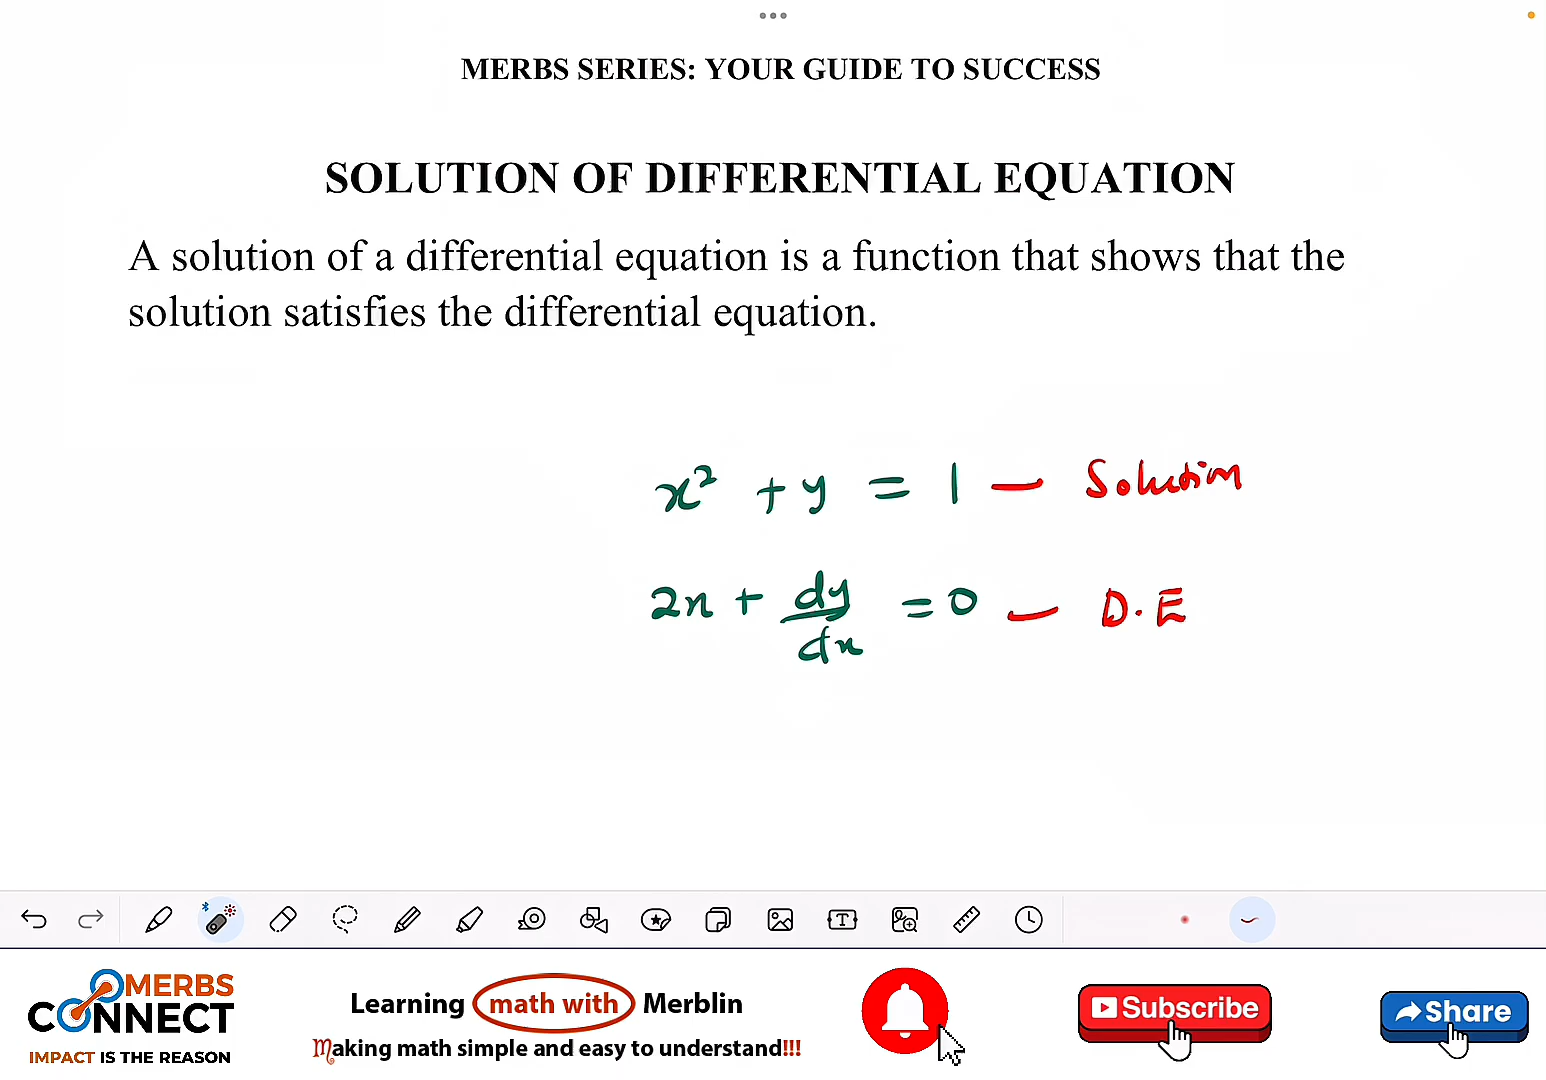 MERBS SERIES: YOUR GUIDE TO SUCCESS
SOLUTION OF DIFFERENTIAL EQUATION
A solution of a differential equation is a function that shows that the
solution satisfies the differential equation.
x² + y = 1 — Solution
2x + dy/dx = 0 — D.E
MERBS
CONNECT
IMPACT IS THE REASON
Learning math with Merblin
Making math simple and easy to understand!!!
Subscribe
Share